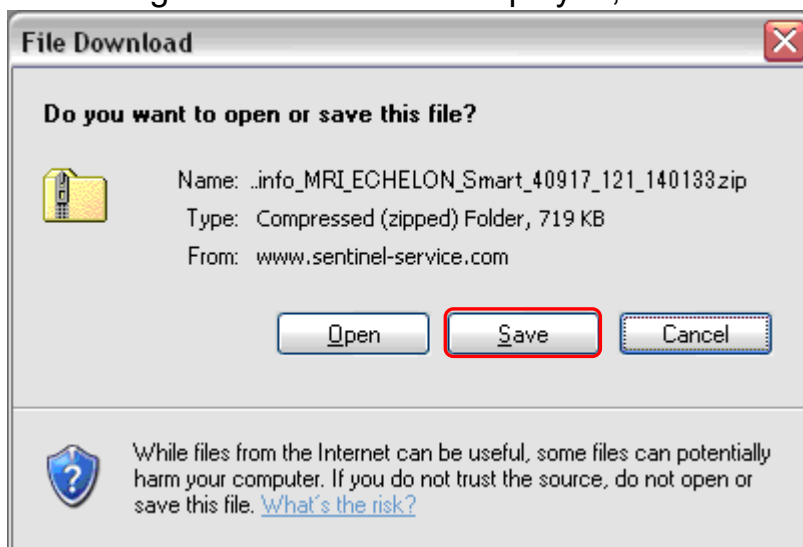 File Download
Do you want to open or save this file?
Name: ..info_MRI_ECHELON_Smart_40917_121_140133.zip
Type: Compressed (zipped) Folder, 719 KB
From: www.sentinel-service.com
Open Save Cancel
While files from the Internet can be useful, some files can potentially
harm your computer. If you do not trust the source, do not open or
save this file. What's the risk?